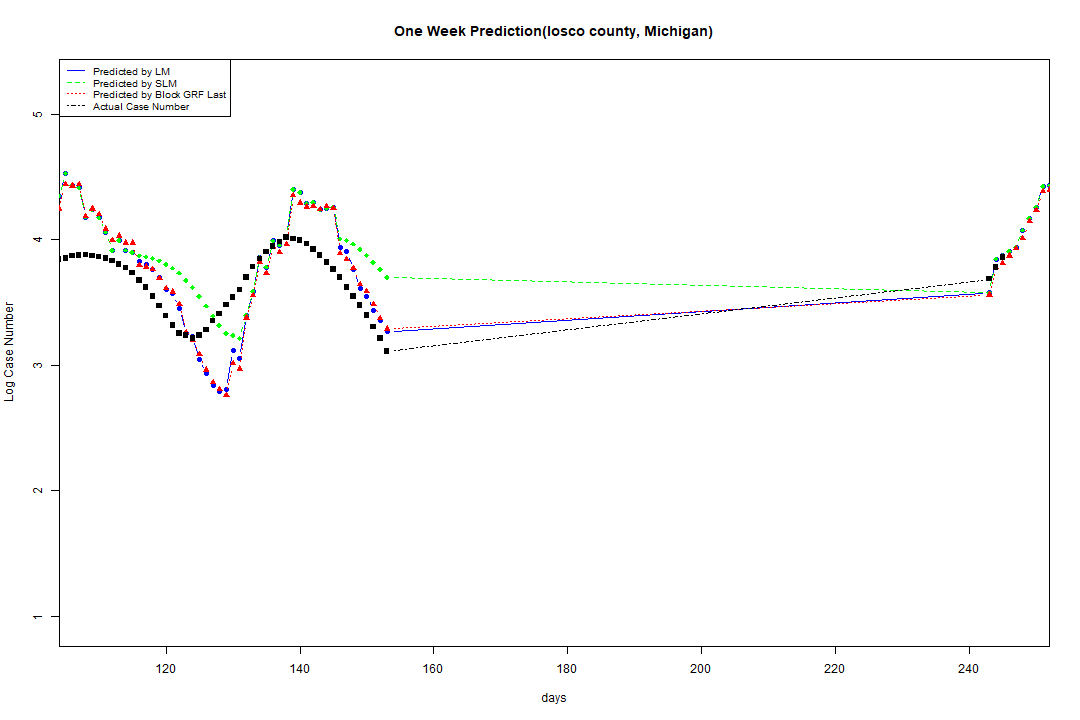 One Week Prediction(Iosco county, Michigan)
Predicted by LM
Predicted by SLM
Predicted by Block GRF Last
Actual Case Number
5
4
3
2
1
Log Case Number
120 140 160 180 200 220 240
days